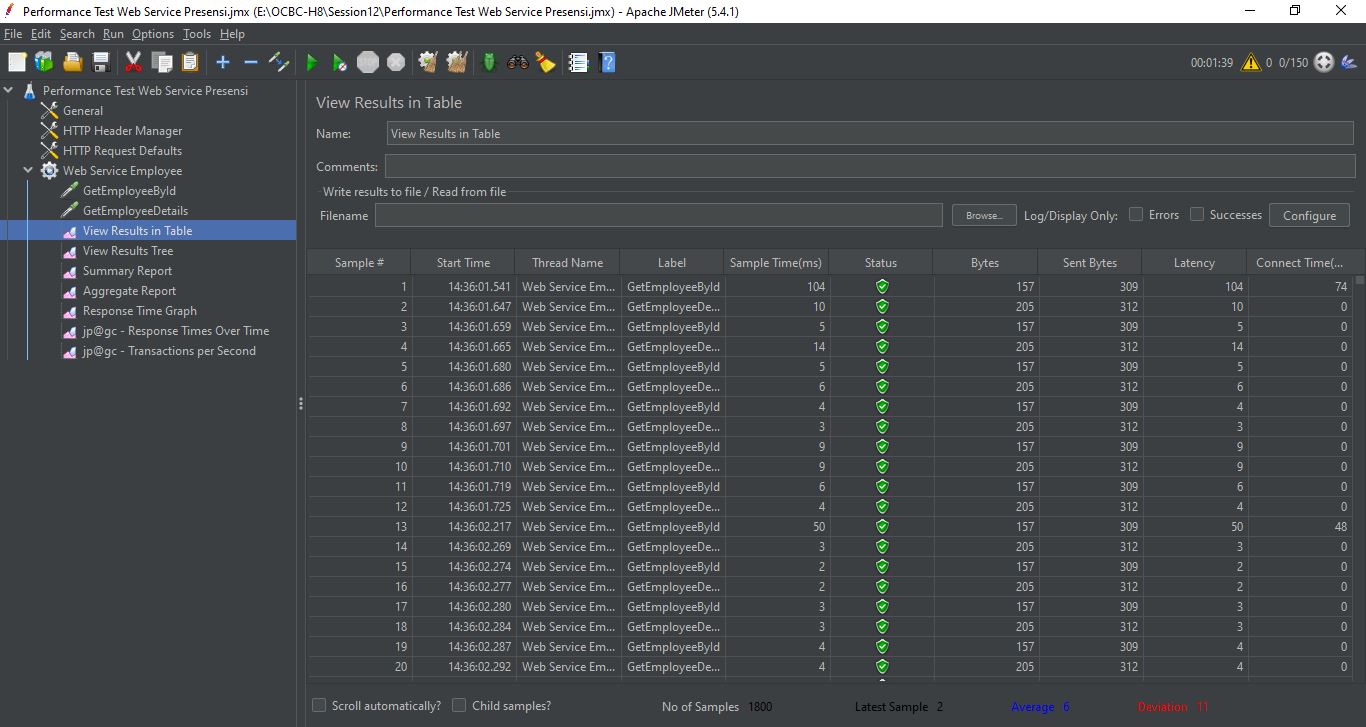 Performance Test Web Service Presensi.jmx (E:\OCBC-H8\Session12\Performance Test Web Service Presensi.jmx) - Apache JMeter (5.4.1)
File Edit Search Run Options Tools Help
STOP 00:01:39 0 0/150
Performance Test Web Service Presensi
General
HTTP Header Manager
HTTP Request Defaults
Web Service Employee
GetEmployeeById
GetEmployeeDetails
View Results in Table
View Results Tree
Summary Report
Aggregate Report
Response Time Graph
jp@gc - Response Times Over Time
jp@gc - Transactions per Second
View Results in Table
Name: View Results in Table
Comments:
Write results to file / Read from file
Filename Browse... Log/Display Only: Errors Successes Configure
Sample # Start Time Thread Name Label Sample Time(ms) Status Bytes Sent Bytes Latency Connect Time(...
1 14:36:01.541 Web Service Em... GetEmployeeById 104 157 309 104 74
2 14:36:01.647 Web Service Em... GetEmployeeDe... 10 205 312 10 0
3 14:36:01.659 Web Service Em... GetEmployeeById 5 157 309 5 0
4 14:36:01.665 Web Service Em... GetEmployeeDe... 14 205 312 14 0
5 14:36:01.680 Web Service Em... GetEmployeeById 5 157 309 5 0
6 14:36:01.686 Web Service Em... GetEmployeeDe... 6 205 312 6 0
7 14:36:01.692 Web Service Em... GetEmployeeById 4 157 309 4 0
8 14:36:01.697 Web Service Em... GetEmployeeDe... 3 205 312 3 0
9 14:36:01.701 Web Service Em... GetEmployeeById 9 157 309 9 0
10 14:36:01.710 Web Service Em... GetEmployeeDe... 9 205 312 9 0
11 14:36:01.719 Web Service Em... GetEmployeeById 6 157 309 6 0
12 14:36:01.725 Web Service Em... GetEmployeeDe... 4 205 312 4 0
13 14:36:02.217 Web Service Em... GetEmployeeById 50 157 309 50 48
14 14:36:02.269 Web Service Em... GetEmployeeDe... 3 205 312 3 0
15 14:36:02.274 Web Service Em... GetEmployeeById 2 157 309 2 0
16 14:36:02.277 Web Service Em... GetEmployeeDe... 2 205 312 2 0
17 14:36:02.280 Web Service Em... GetEmployeeById 3 157 309 3 0
18 14:36:02.284 Web Service Em... GetEmployeeDe... 3 205 312 3 0
19 14:36:02.287 Web Service Em... GetEmployeeById 4 157 309 4 0
20 14:36:02.292 Web Service Em... GetEmployeeDe... 4 205 312 4 0
Scroll automatically? Child samples? No of Samples 1800 Latest Sample 2 Average 6 Deviation 11